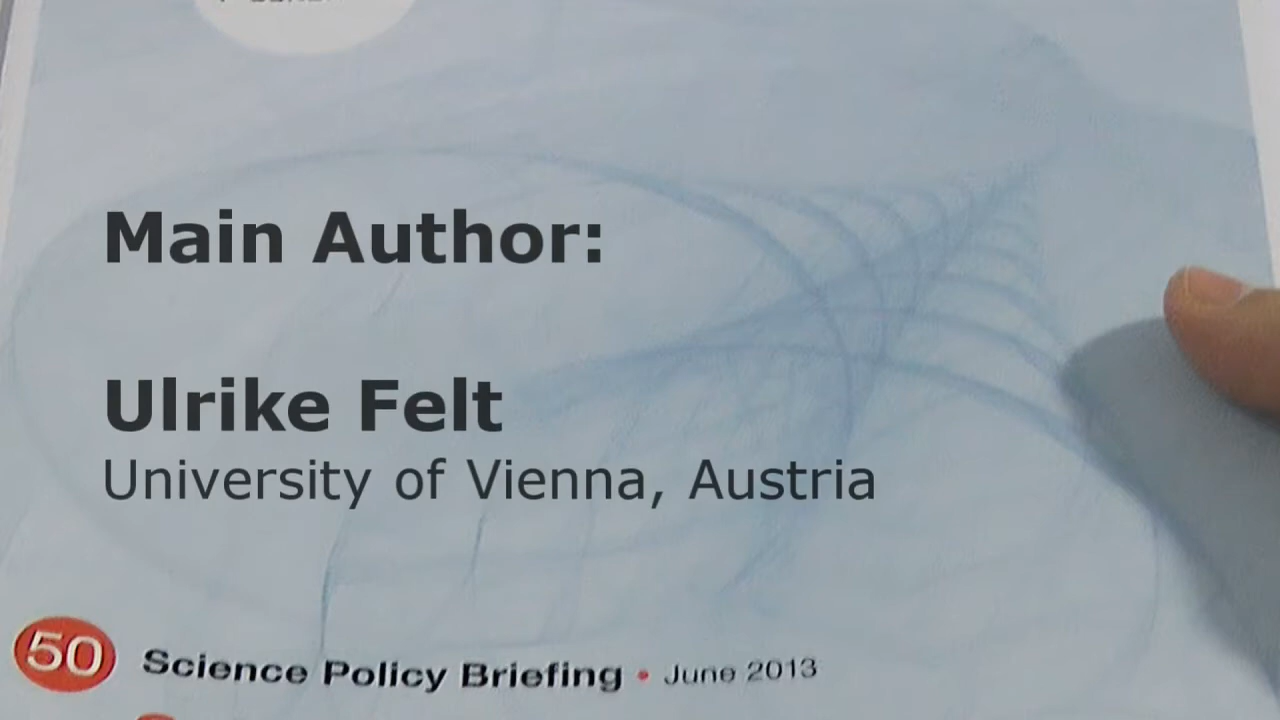 Main Author:
Ulrike Felt
University of Vienna, Austria
50 Science Policy Briefing • June 2013